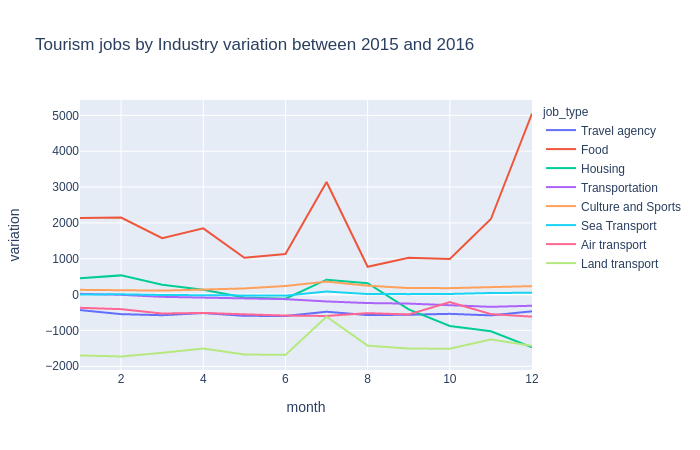 Tourism jobs by Industry variation between 2015 and 2016
variation
5000
4000
3000
2000
1000
0
−1000
−2000
2 4 6 8 10 12
month
job_type
Travel agency
Food
Housing
Transportation
Culture and Sports
Sea Transport
Air transport
Land transport